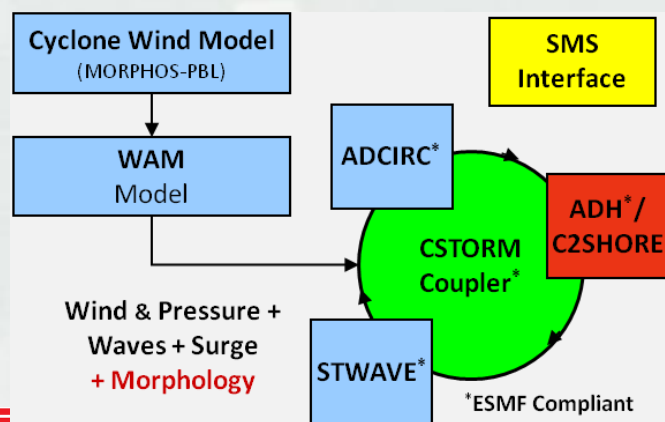 Cyclone Wind Model
(MORPHOS-PBL)
SMS
Interface
WAM
Model
ADCIRC*
ADH*/
C2SHORE
CSTORM
Coupler*
Wind & Pressure +
Waves + Surge
+ Morphology
STWAVE*
*ESMF Compliant